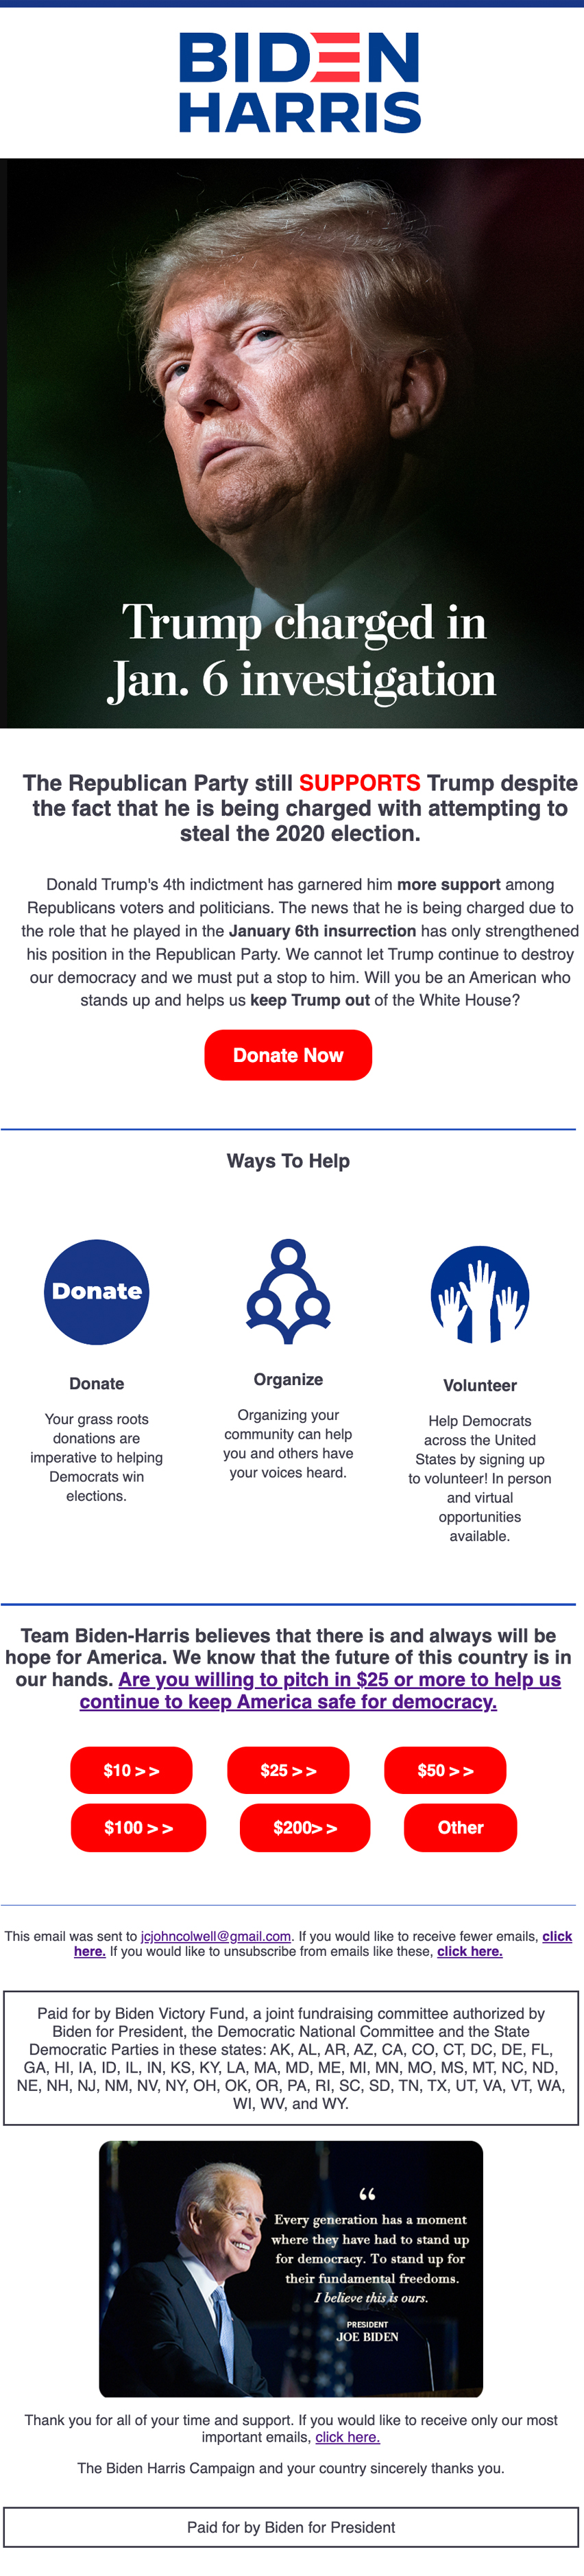 BIDEN
HARRIS
Trump charged in
Jan. 6 investigation
The Republican Party still SUPPORTS Trump despite
the fact that he is being charged with attempting to
steal the 2020 election.
Donald Trump's 4th indictment has garnered him more support among
Republicans voters and politicians. The news that he is being charged due to
the role that he played in the January 6th insurrection has only strengthened
his position in the Republican Party. We cannot let Trump continue to destroy
our democracy and we must put a stop to him. Will you be an American who
stands up and helps us keep Trump out of the White House?
Donate Now
Ways To Help
Donate
Donate
Your grass roots
donations are
imperative to helping
Democrats win
elections.
Organize
Organizing your
community can help
you and others have
your voices heard.
Volunteer
Help Democrats
across the United
States by signing up
to volunteer! In person
and virtual
opportunities
available.
Team Biden-Harris believes that there is and always will be
hope for America. We know that the future of this country is in
our hands. Are you willing to pitch in $25 or more to help us
continue to keep America safe for democracy.
$10 > >
$25 > >
$50 > >
$100 > >
$200> >
Other
This email was sent to jcjohncolwell@gmail.com. If you would like to receive fewer emails, click
here. If you would like to unsubscribe from emails like these, click here.
Paid for by Biden Victory Fund, a joint fundraising committee authorized by
Biden for President, the Democratic National Committee and the State
Democratic Parties in these states: AK, AL, AR, AZ, CA, CO, CT, DC, DE, FL,
GA, HI, IA, ID, IL, IN, KS, KY, LA, MA, MD, ME, MI, MN, MO, MS, MT, NC, ND,
NE, NH, NJ, NM, NV, NY, OH, OK, OR, PA, RI, SC, SD, TN, TX, UT, VA, VT, WA,
WI, WV, and WY.
“
Every generation has a moment
where they have had to stand up
for democracy. To stand up for
their fundamental freedoms.
I believe this is ours.
PRESIDENT
JOE BIDEN
Thank you for all of your time and support. If you would like to receive only our most
important emails, click here.
The Biden Harris Campaign and your country sincerely thanks you.
Paid for by Biden for President